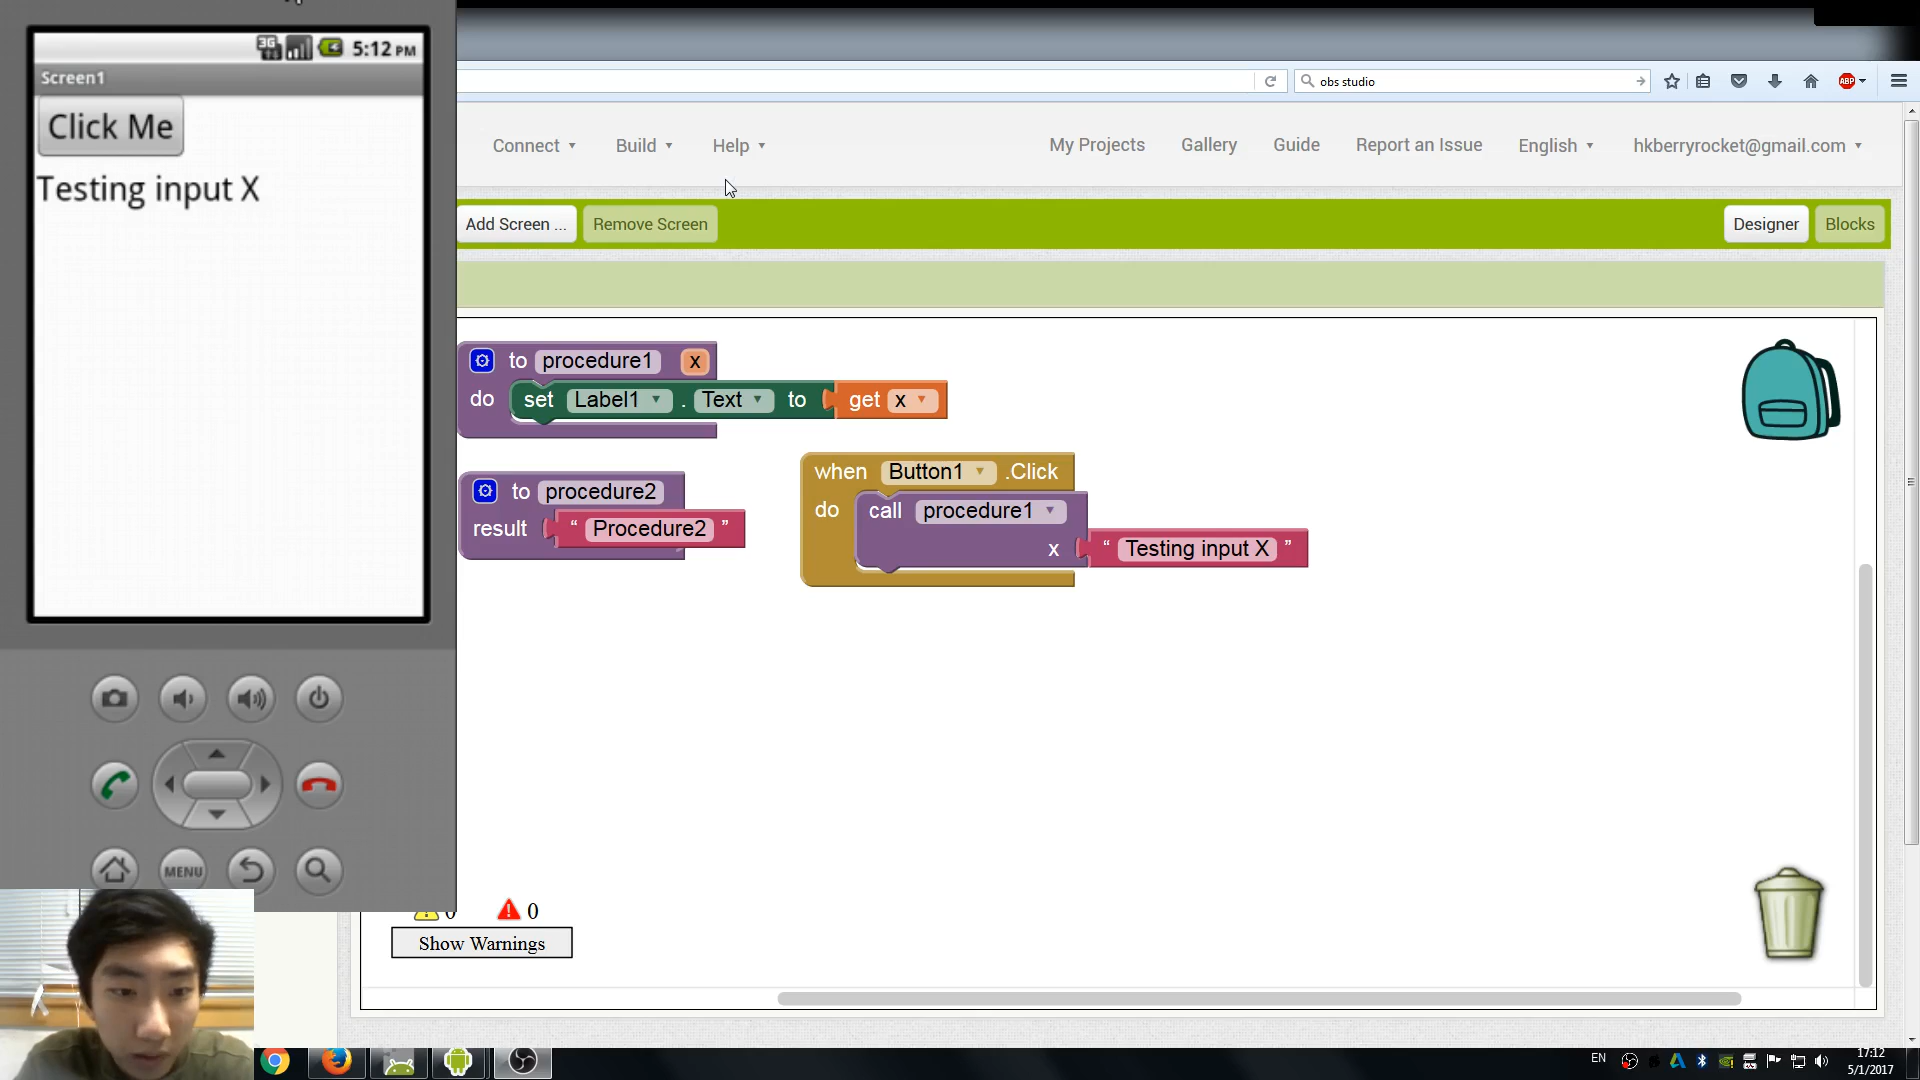 3G 5:12 PM
Screen1
Click Me
Testing input X
MENU
obs studio
ABP
Connect Build Help My Projects Gallery Guide Report an Issue English hkberryrocket@gmail.com
Add Screen ... Remove Screen Designer Blocks
to procedure1 x
do set Label1 . Text to get x
to procedure2
result “ Procedure2 ”
when Button1 .Click
do call procedure1
x “ Testing input X ”
0 0
Show Warnings
EN 17:12
5/1/2017